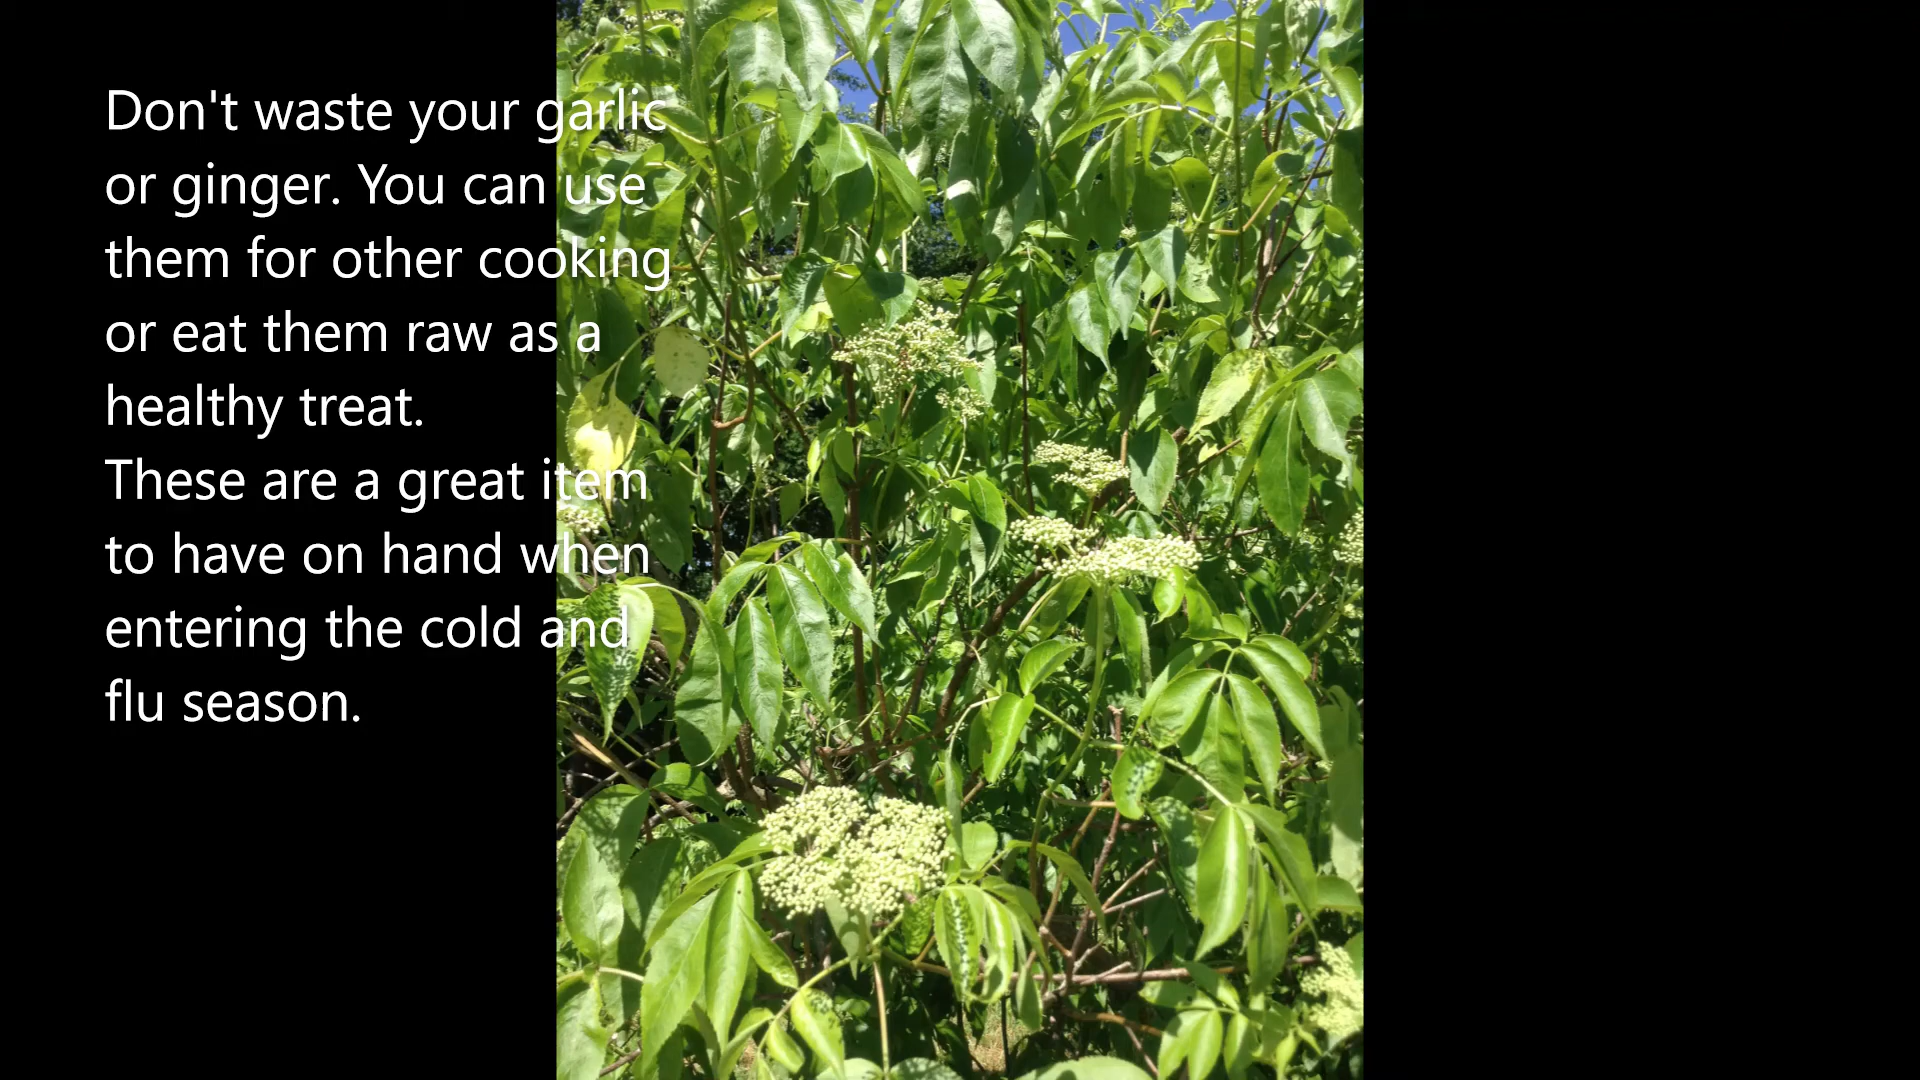 Don't waste your garlic
or ginger. You can use
them for other cooking
or eat them raw as a
healthy treat.
These are a great item
to have on hand when
entering the cold and
flu season.